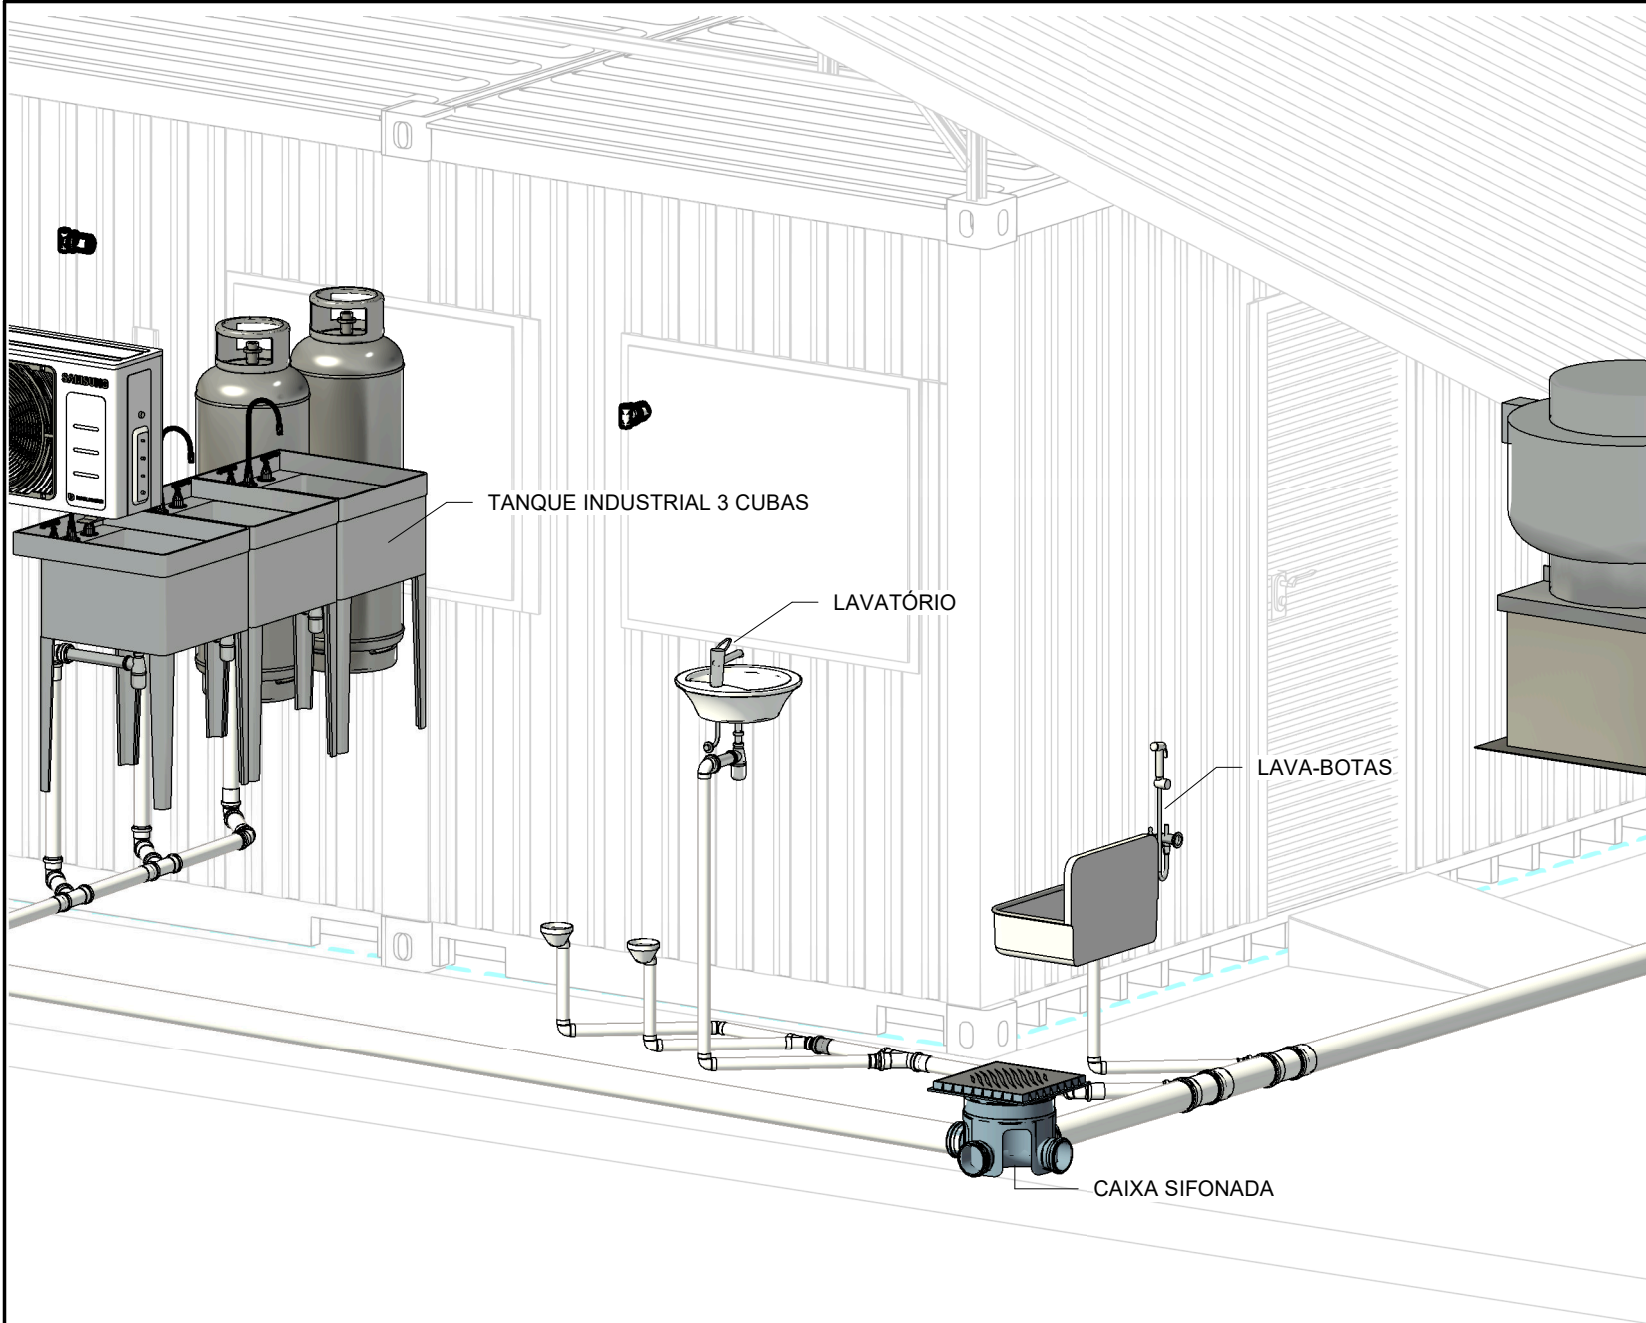 SAMSUNG
TANQUE INDUSTRIAL 3 CUBAS
LAVATÓRIO
LAVA-BOTAS
CAIXA SIFONADA